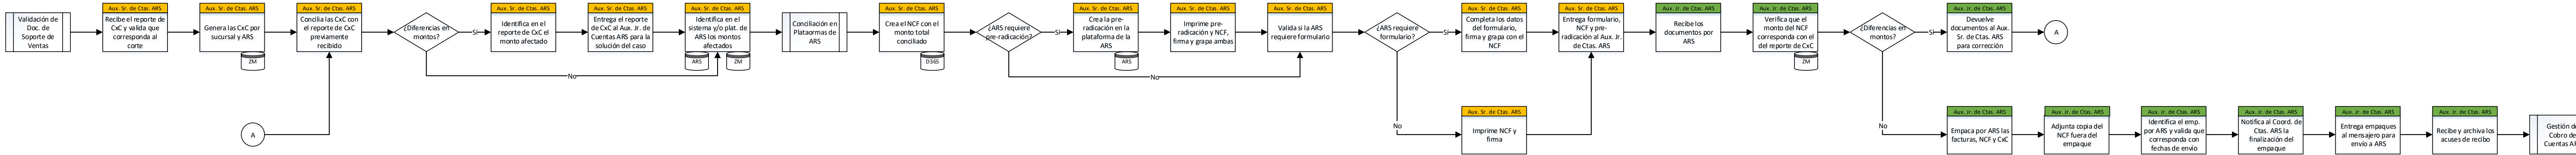 Validación de
Doc. de
Soporte de
Ventas
Aux. Sr. de Ctas. ARS
Recibe el reporte de
CxC y valida que
corresponda al
corte
Aux. Sr. de Ctas. ARS
Genera las CxC por
sucursal y ARS
ZM
Aux. Sr. de Ctas. ARS
Concilia las CxC con
el reporte de CxC
previamente
recibido
¿Diferencias en
montos?
Si
No
Aux. Sr. de Ctas. ARS
Identifica en el
reporte de CxC el
monto afectado
Aux. Sr. de Ctas. ARS
Entrega el reporte
de CxC al Aux. Jr. de
Cuentas ARS para la
solución del caso
Aux. Sr. de Ctas. ARS
Identifica en el
sistema y/o plat. de
ARS los montos
afectados
ARS
ZM
Conciliación en
Plataormas de
ARS
Aux. Sr. de Ctas. ARS
Crea el NCF con el
monto total
conciliado
D365
¿ARS requiere
pre-radicación?
Si
No
Aux. Sr. de Ctas. ARS
Crea la pre-
radicación en la
plataforma de la
ARS
ARS
Aux. Sr. de Ctas. ARS
Imprime pre-
radicación y NCF,
firma y grapa ambas
Aux. Sr. de Ctas. ARS
Valida si la ARS
requiere formulario
¿ARS requiere
formulario?
Si
No
Aux. Sr. de Ctas. ARS
Completa los datos
del formulario,
firma y grapa con el
NCF
Aux. Sr. de Ctas. ARS
Entrega formulario,
NCF y pre-
radicación al Aux. Jr.
de Ctas. ARS
Aux. Jr. de Ctas. ARS
Recibe los
documentos por
ARS
Aux. Jr. de Ctas. ARS
Verifica que el
monto del NCF
corresponda con el
del reporte de CxC
ZM
¿Diferencias en
montos?
Si
No
Aux. Jr. de Ctas. ARS
Devuelve
documentos al Aux.
Sr. de Ctas. ARS
para corrección
A
A
Aux. Sr. de Ctas. ARS
Imprime NCF y
firma
Aux. Jr. de Ctas. ARS
Empaca por ARS las
facturas, NCF y CxC
Aux. Jr. de Ctas. ARS
Adjunta copia del
NCF fuera del
empaque
Aux. Jr. de Ctas. ARS
Identifica el emp.
por ARS y valida que
corresponda con
fechas de envío
Aux. Jr. de Ctas. ARS
Notifica al Coord. de
Ctas. ARS la
finalización del
empaque
Aux. Jr. de Ctas. ARS
Entrega empaques
al mensajero para
envío a ARS
Aux. Jr. de Ctas. ARS
Recibe y archiva los
acuses de recibo
Gestión de
Cobro de
Cuentas A